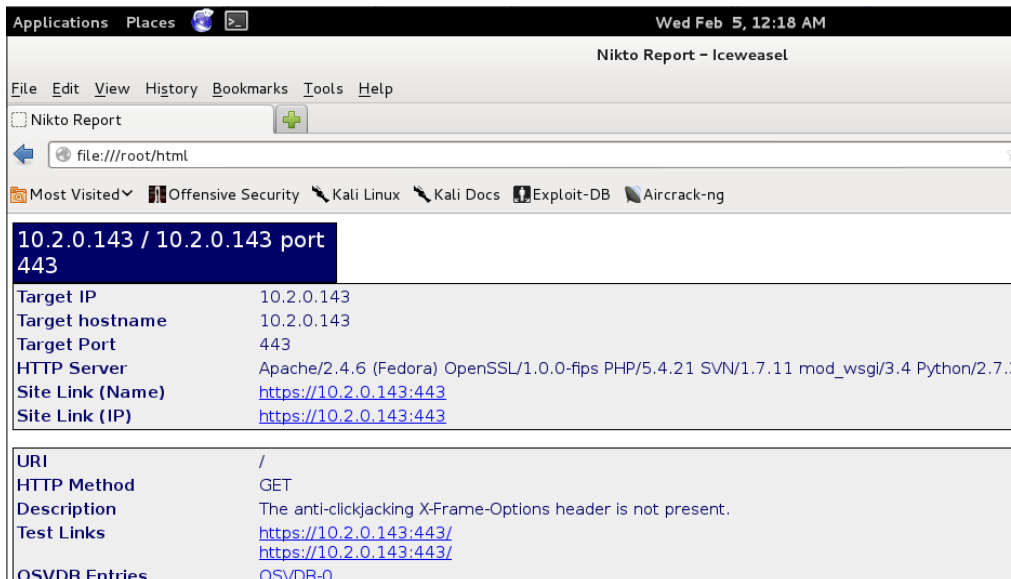 Applications Places Wed Feb 5, 12:18 AM
Nikto Report - Iceweasel
File Edit View History Bookmarks Tools Help
Nikto Report
file:///root/html
Most Visited Offensive Security Kali Linux Kali Docs Exploit-DB Aircrack-ng
10.2.0.143 / 10.2.0.143 port
443
Target IP 10.2.0.143
Target hostname 10.2.0.143
Target Port 443
HTTP Server Apache/2.4.6 (Fedora) OpenSSL/1.0.0-fips PHP/5.4.21 SVN/1.7.11 mod_wsgi/3.4 Python/2.7.
Site Link (Name) https://10.2.0.143:443
Site Link (IP) https://10.2.0.143:443
URI /
HTTP Method GET
Description The anti-clickjacking X-Frame-Options header is not present.
Test Links https://10.2.0.143:443/
https://10.2.0.143:443/
OSVDB Entries OSVDB-0